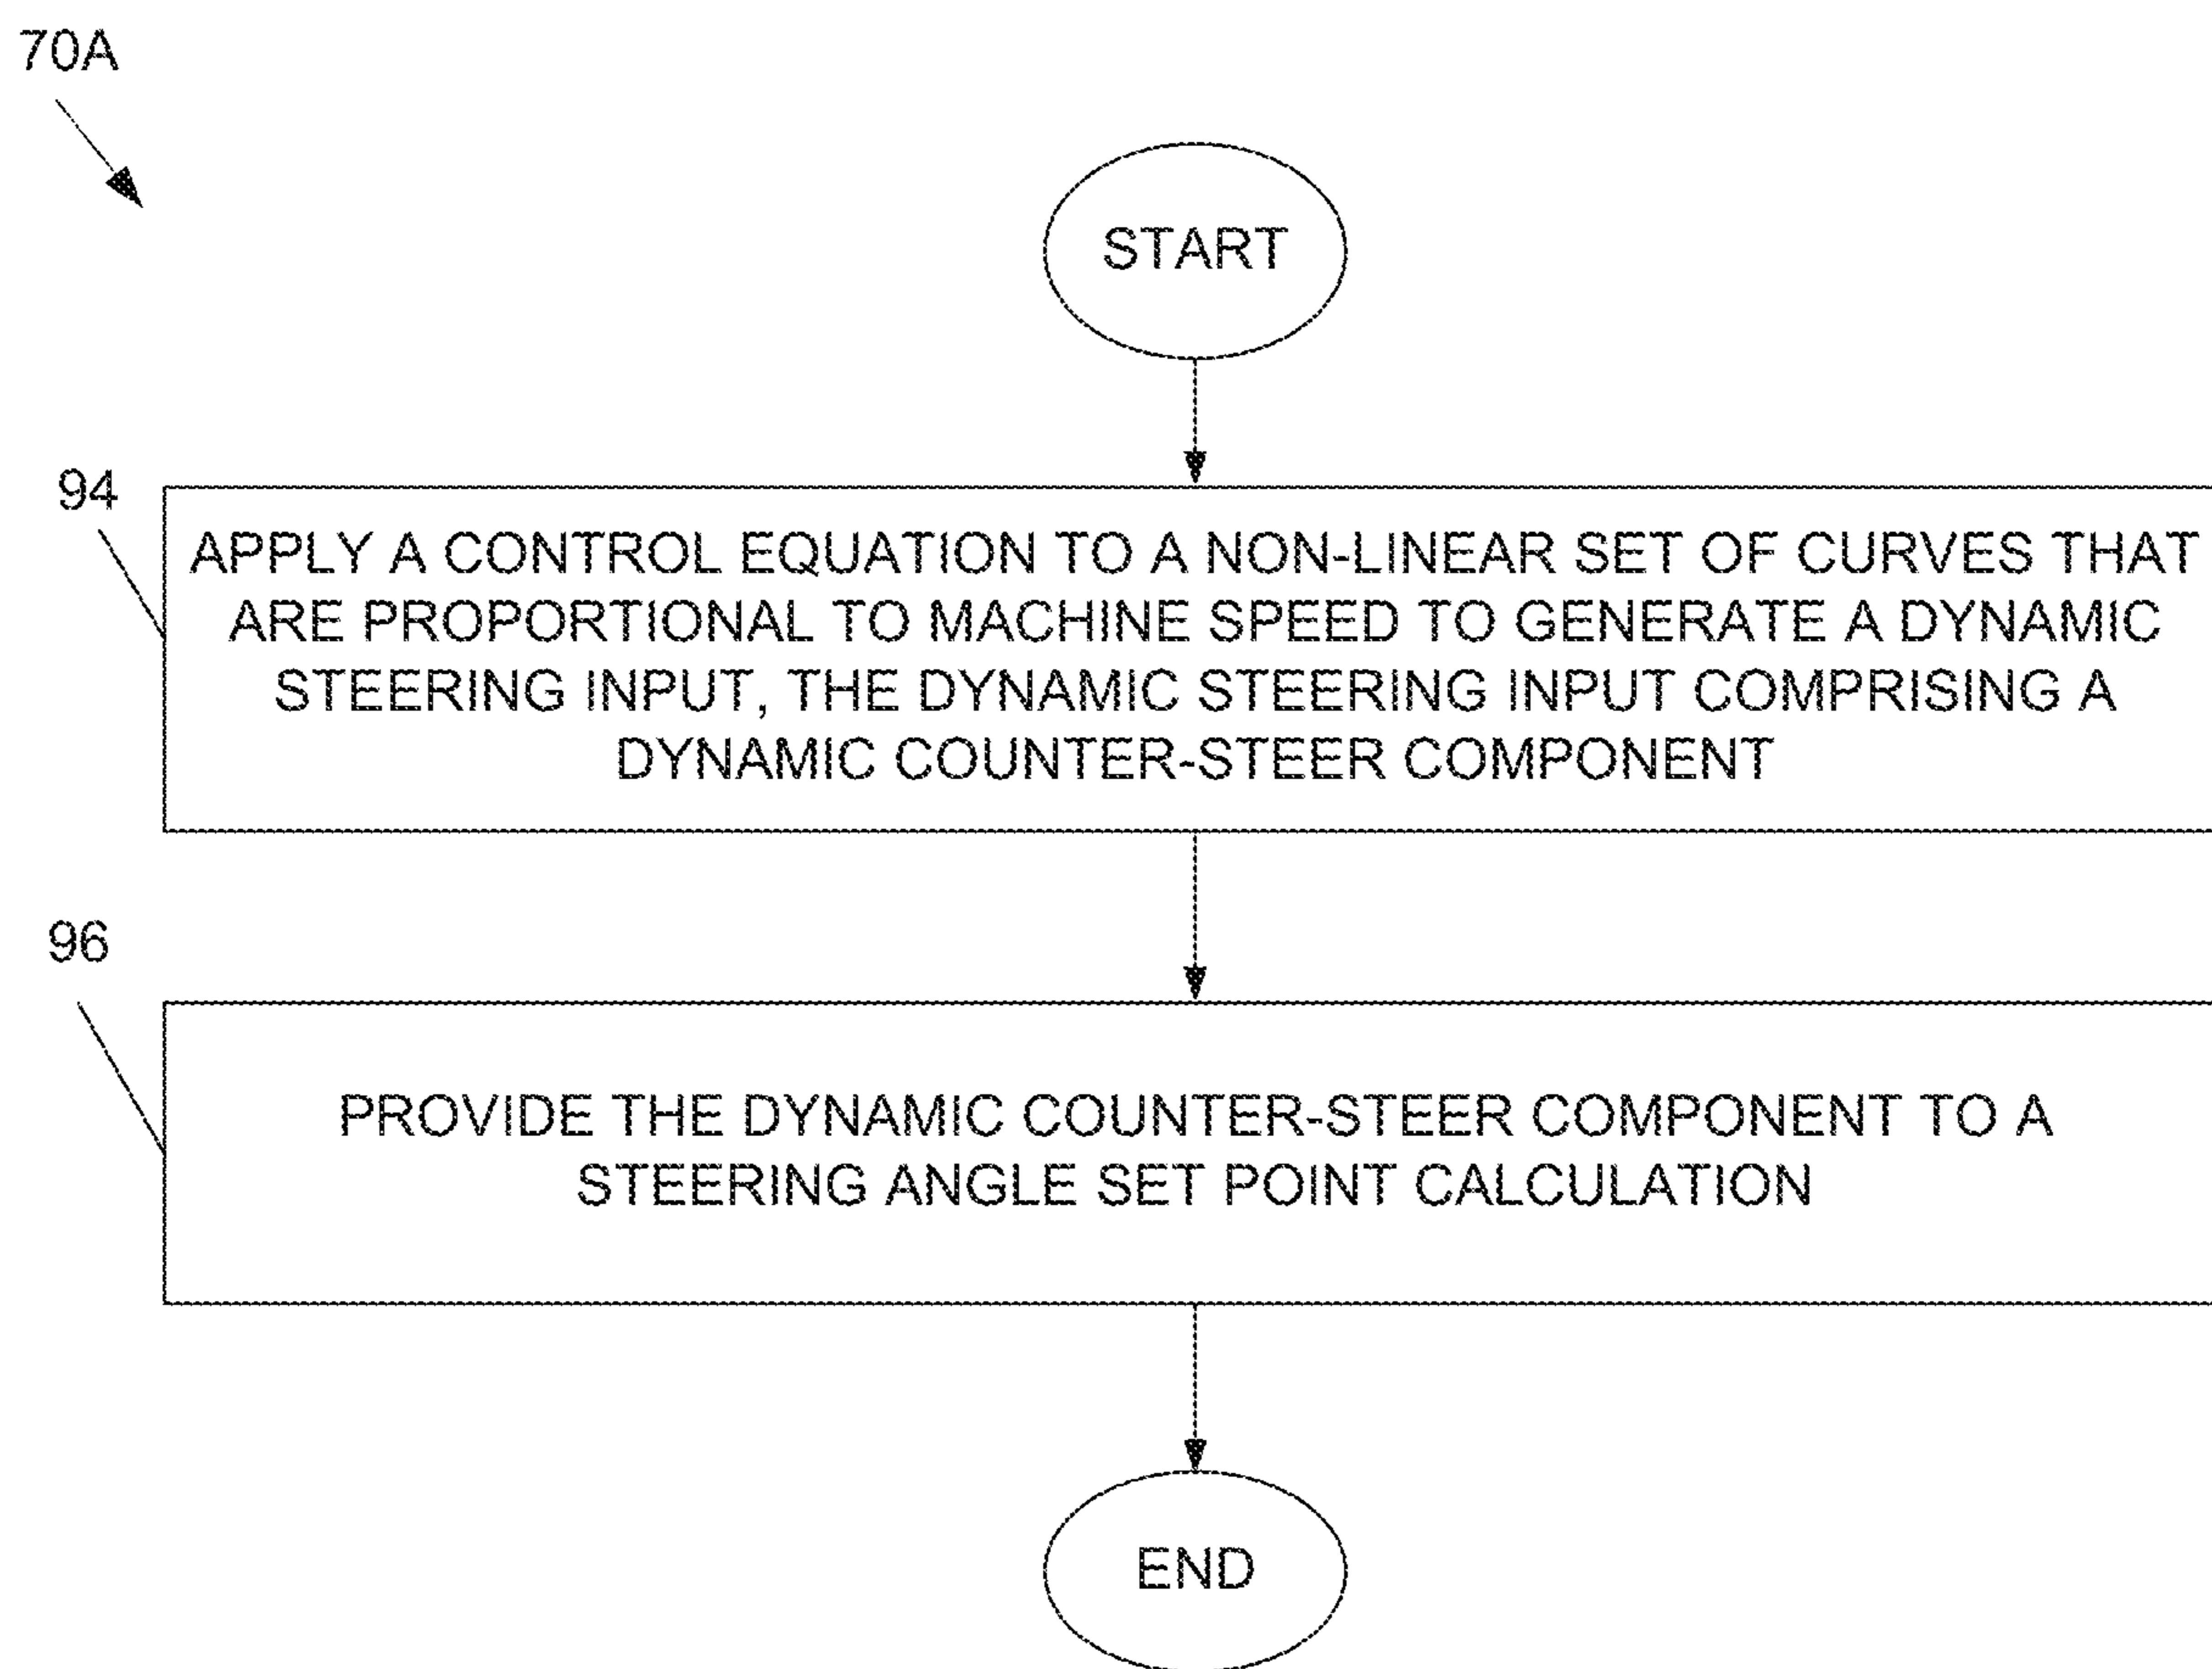 70A
START
94
APPLY A CONTROL EQUATION TO A NON-LINEAR SET OF CURVES THAT
ARE PROPORTIONAL TO MACHINE SPEED TO GENERATE A DYNAMIC
STEERING INPUT, THE DYNAMIC STEERING INPUT COMPRISING A
DYNAMIC COUNTER-STEER COMPONENT
96
PROVIDE THE DYNAMIC COUNTER-STEER COMPONENT TO A
STEERING ANGLE SET POINT CALCULATION
END